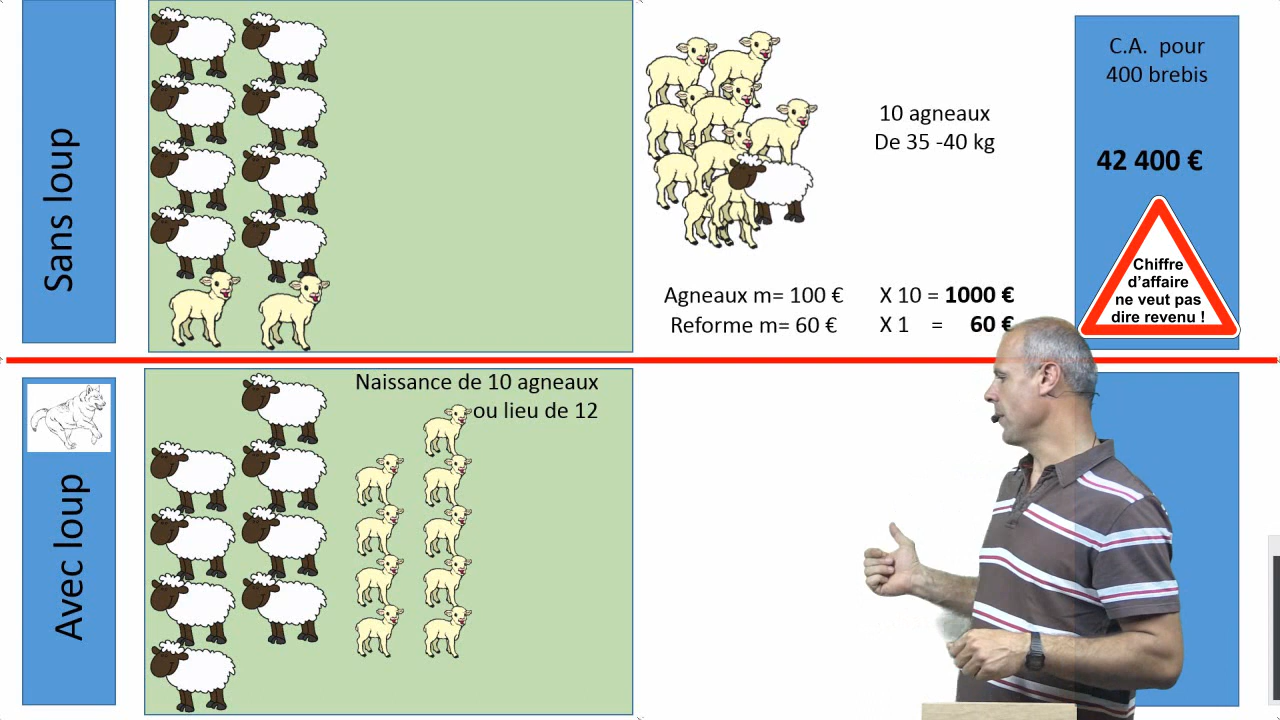 Sans loup
10 agneaux
De 35 -40 kg
Agneaux m= 100 € X 10 = 1000 €
Reforme m= 60 € X 1 = 60 €
C.A. pour
400 brebis
42 400 €
Chiffre
d’affaire
ne veut pas
dire revenu !
Avec loup
Naissance de 10 agneaux
ou lieu de 12